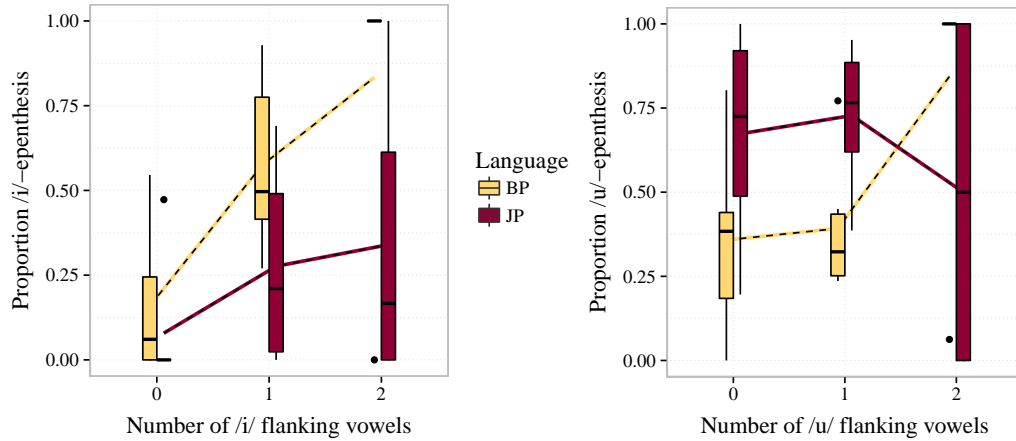 Proportion /i/−epenthesis
1.00
0.75
0.50
0.25
0.00
0
1
2
Number of /i/ flanking vowels
Language
BP
JP
Proportion /u/−epenthesis
1.00
0.75
0.50
0.25
0.00
0
1
2
Number of /u/ flanking vowels